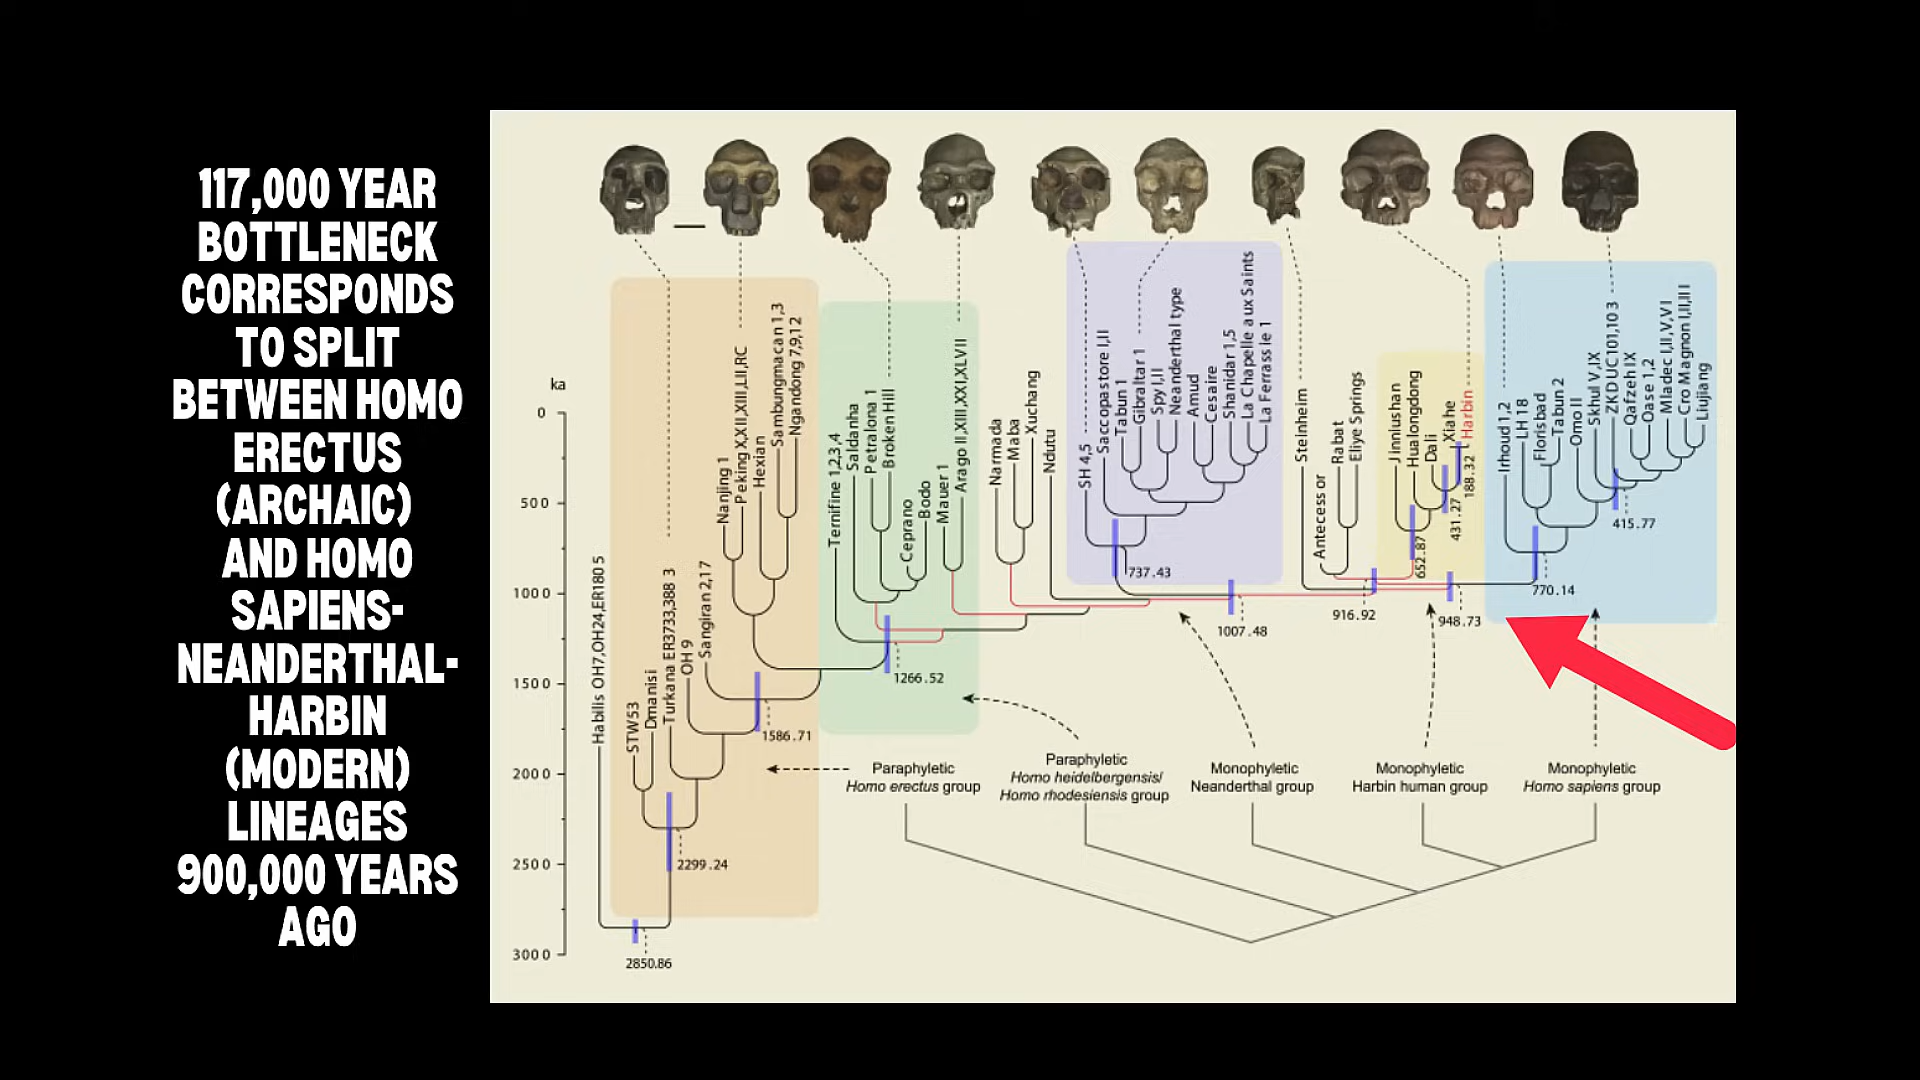 117,000 YEAR
BOTTLENECK
CORRESPONDS
TO SPLIT
BETWEEN HOMO
ERECTUS
(ARCHAIC)
AND HOMO
SAPIENS-
NEANDERTHAL-
HARBIN
(MODERN)
LINEAGES
900,000 YEARS
AGO
ka
0
500
1000
1500
2000
2500
3000
Habilis OH7,OH24,ER1805
STW53
Dmanisi
Turkana ER3733,3883
OH 9
Sangiran 2,17
Nanjing 1
Peking X,XII,XIII,LII,RC
Hexian
Sambungmacan 1,3
Ngandong 7,9,12
Ternifine 1,2,3,4
Saldanha
Petralona 1
Broken Hill
Ceprano
Bodo
Mauer 1
Arago II,XIII,XXI,XLVII
Narmada
Maba
Xuchang
Ndutu
SH 4,5
Saccopastore I,II
Tabun 1
Gibraltar 1
Spy I,II
Neanderthal type
Amud
Cesaire
Shanidar 1,5
La Chapelle aux Saints
La Ferrassie 1
Steinheim
Antecessor
Rabat
Eliye Springs
Jinniushan
Hualongdong
Dali
Xiahe
Harbin
Irhoud 1,2
LH 18
Florisbad
Tabun 2
Omo II
Skhul V,IX
ZKD UC101,103
Qafzeh IX
Oase 1,2
Mladec I,II,V,VI
Cro Magnon I,II,III
Liujiang
2850.86
2299.24
1586.71
1266.52
737.43
1007.48
916.92
652.87
431.27
188.32
948.73
770.14
415.77
Paraphyletic
Homo erectus group
Paraphyletic
Homo heidelbergensis/
Homo rhodesiensis group
Monophyletic
Neanderthal group
Monophyletic
Harbin human group
Monophyletic
Homo sapiens group